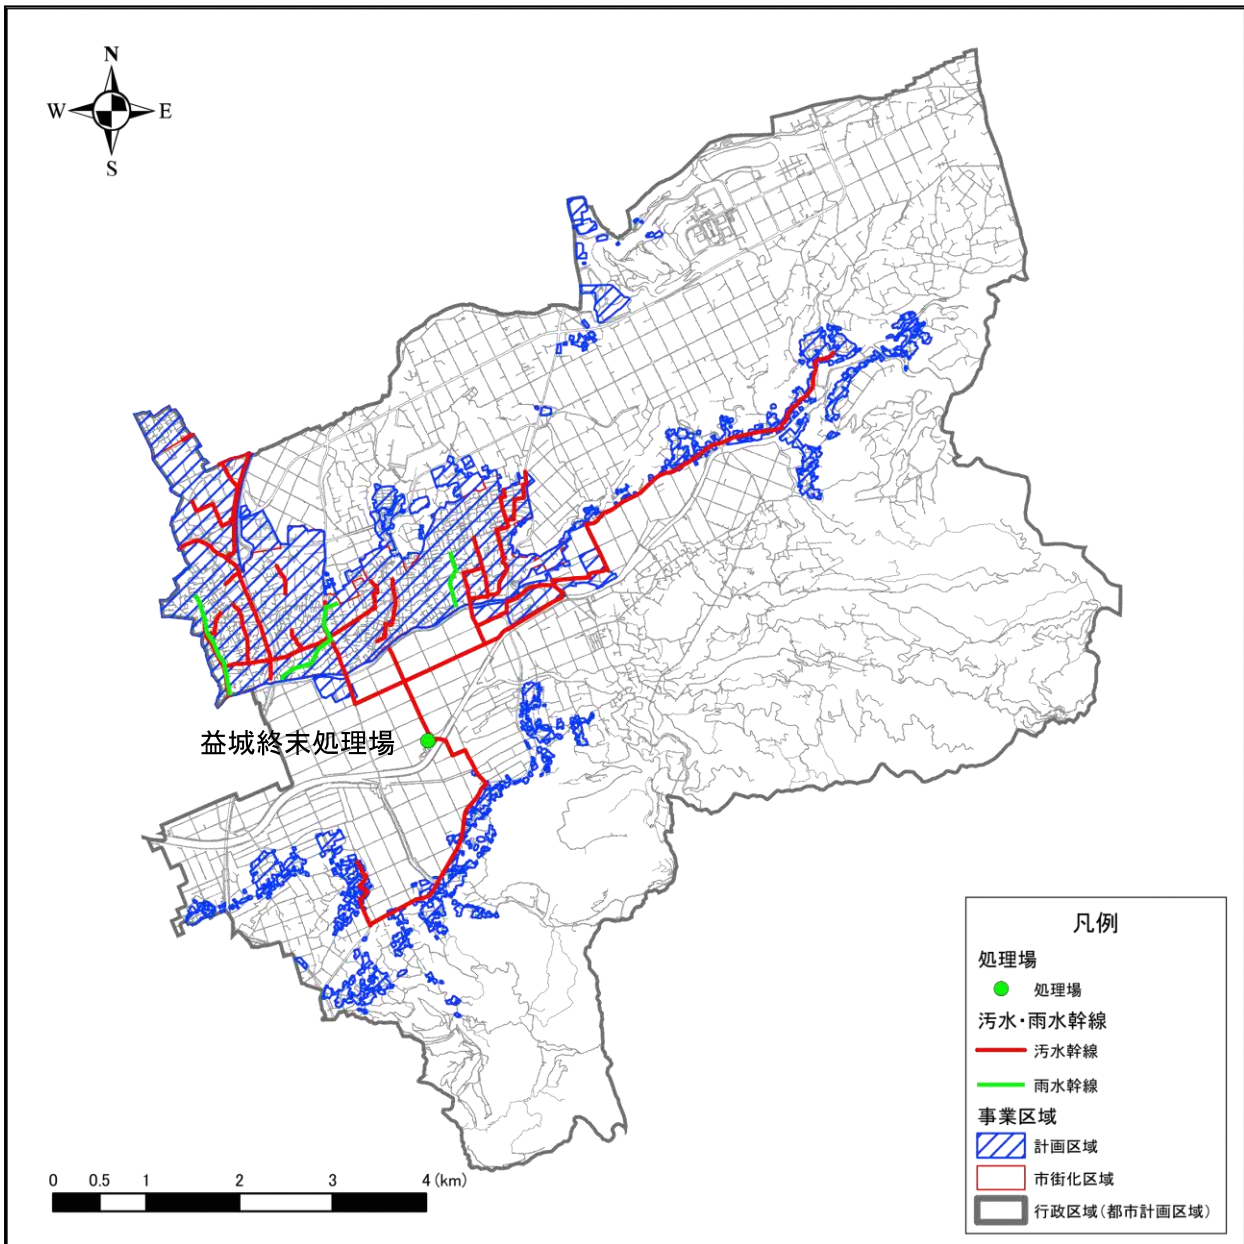 N
W E
S
益城終末処理場
凡例
処理場
処理場
汚水・雨水幹線
汚水幹線
雨水幹線
事業区域
計画区域
市街化区域
行政区域(都市計画区域)
0 0.5 1 2 3 4 (km)